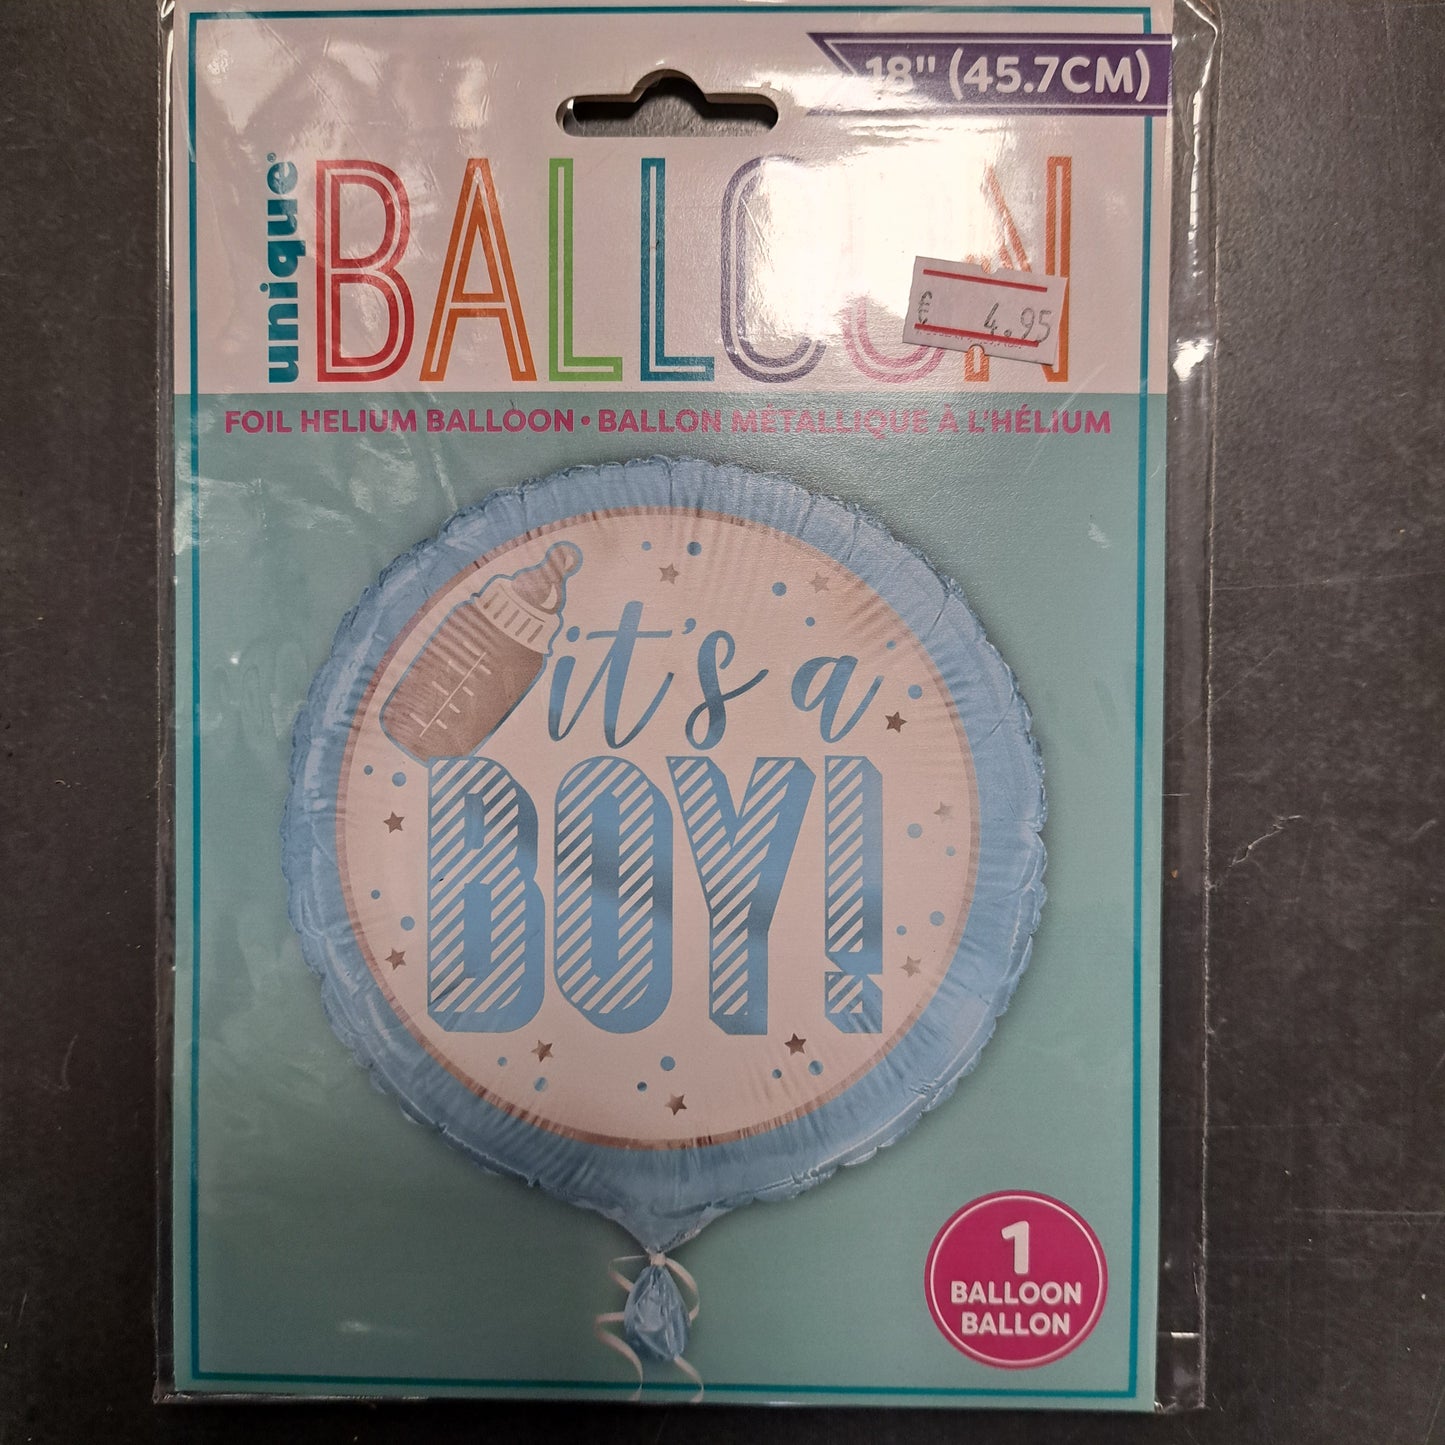 18" (45.7CM)
unique®
BALLOON
€ 4.95
FOIL HELIUM BALLOON • BALLON MÉTALLIQUE À L'HÉLIUM
it's a
BOY!
1
BALLOON
BALLON